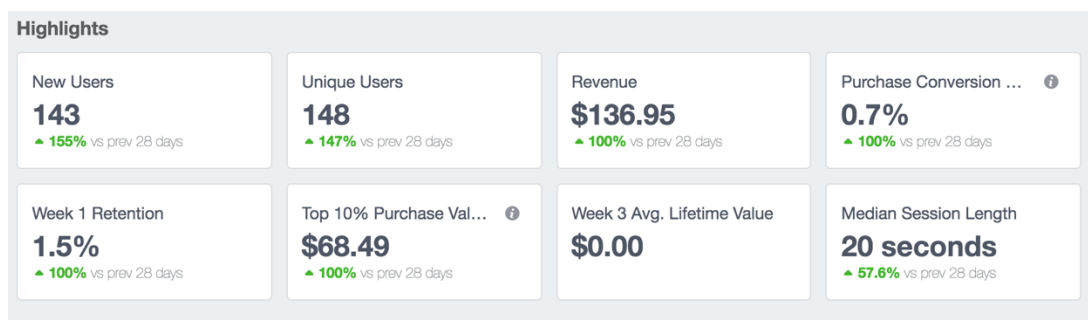 Highlights
New Users
143
155% vs prev 28 days
Unique Users
148
147% vs prev 28 days
Revenue
$136.95
100% vs prev 28 days
Purchase Conversion ...
0.7%
100% vs prev 28 days
Week 1 Retention
1.5%
100% vs prev 28 days
Top 10% Purchase Val...
$68.49
100% vs prev 28 days
Week 3 Avg. Lifetime Value
$0.00
Median Session Length
20 seconds
57.6% vs prev 28 days